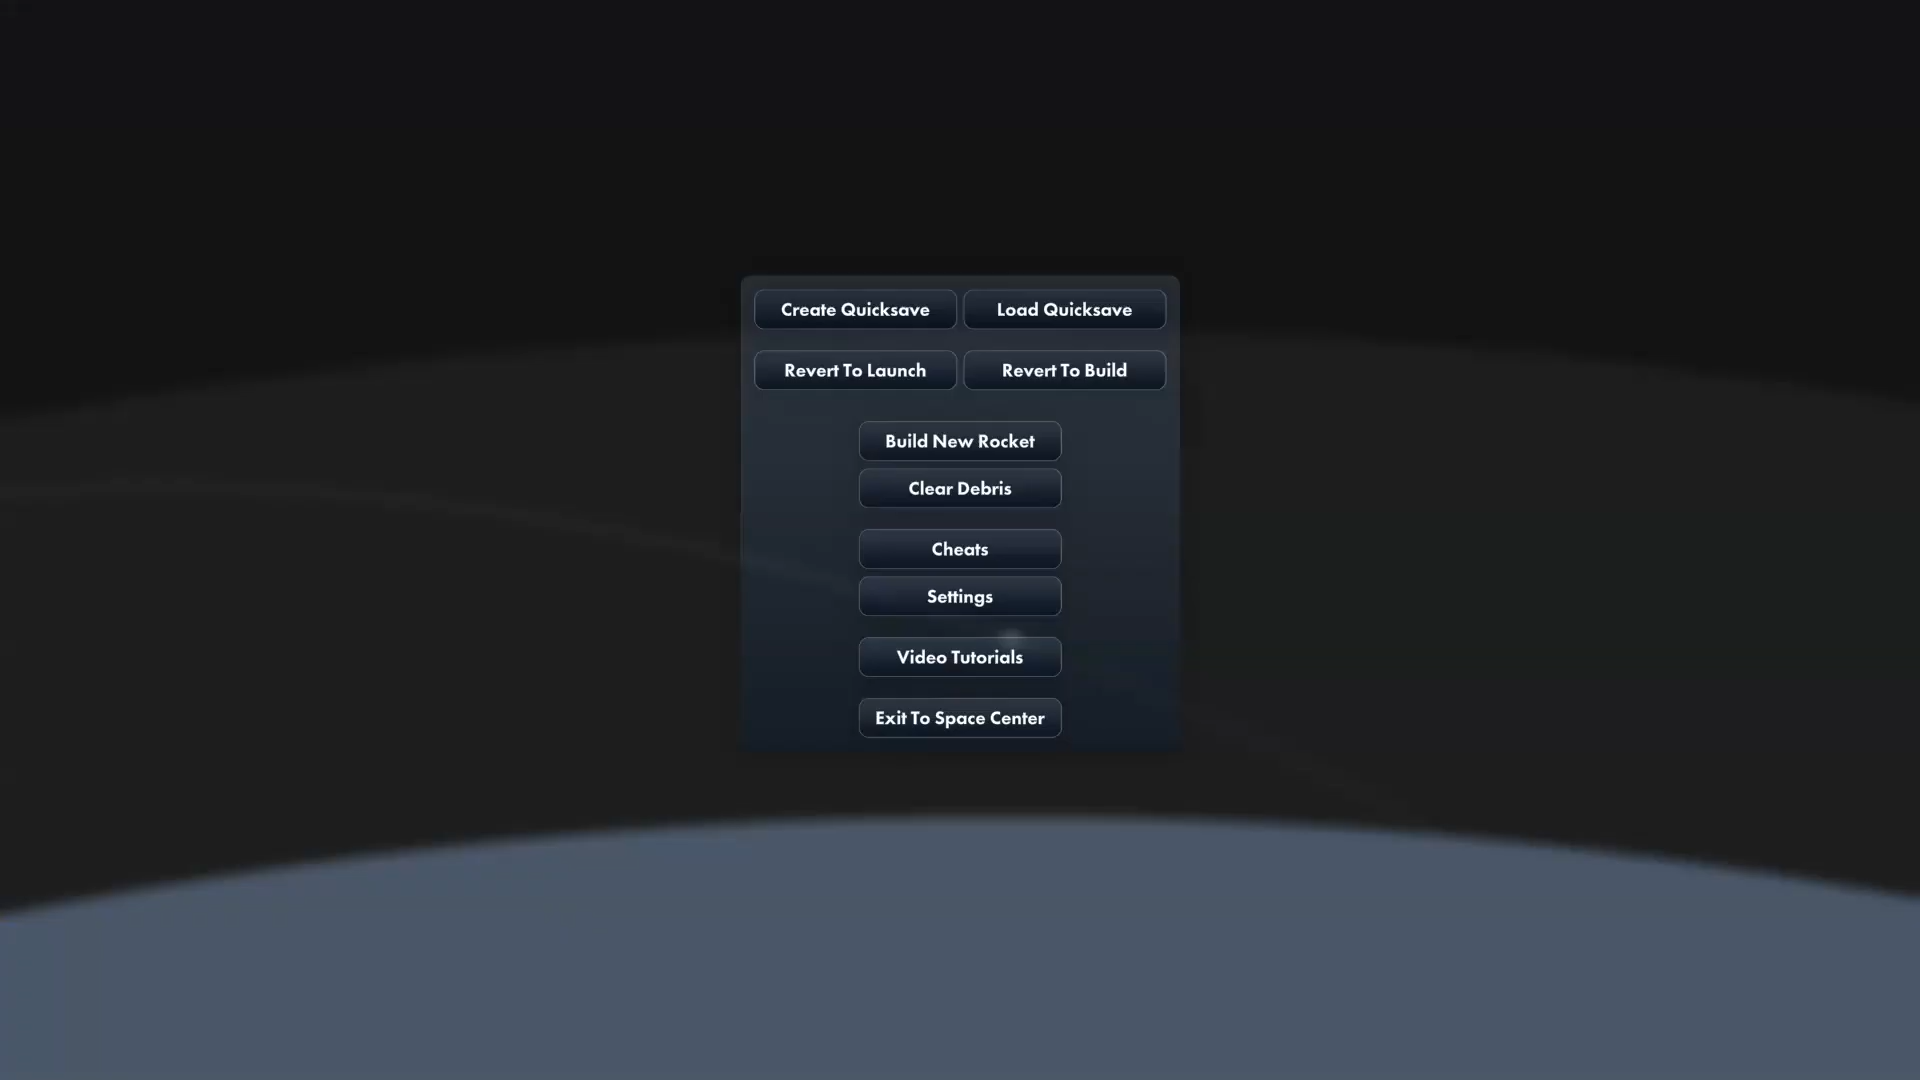 Create Quicksave Load Quicksave
Revert To Launch Revert To Build
Build New Rocket
Clear Debris
Cheats
Settings
Video Tutorials
Exit To Space Center